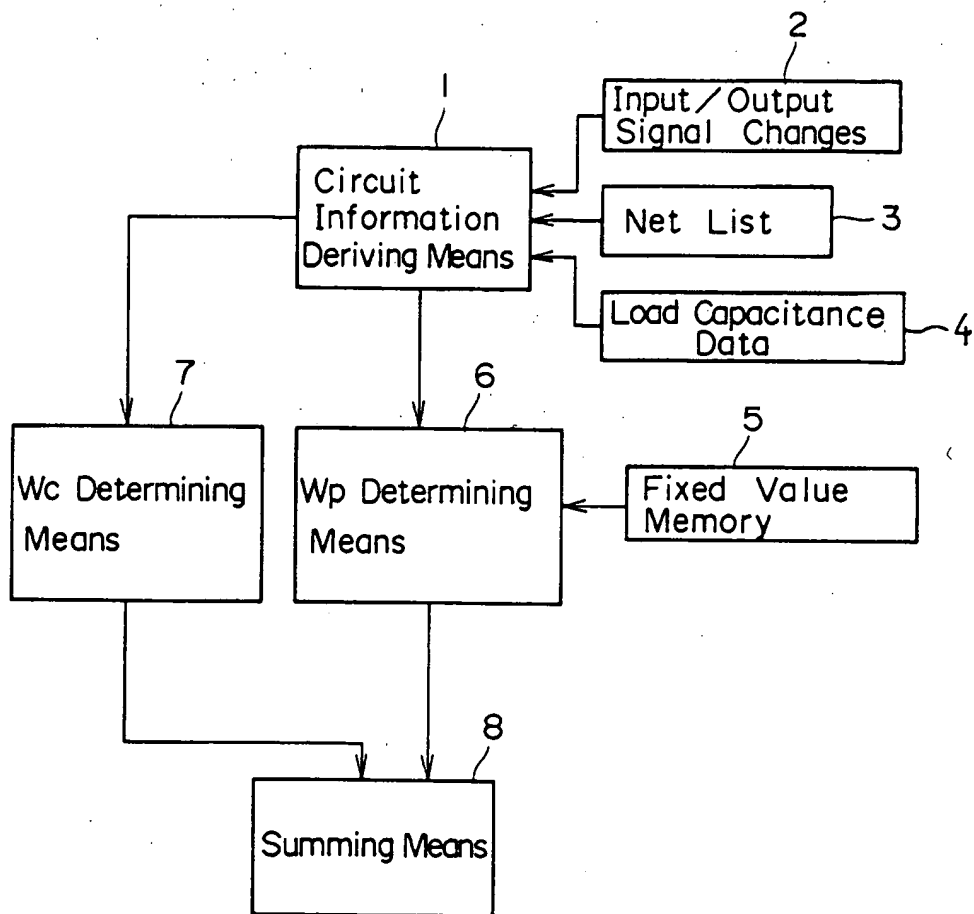 2
Input/Output
Signal Changes
1
Circuit
Information
Deriving Means
Net List
3
Load Capacitance
Data
4
7
6
5
Wc Determining
Means
Wp Determining
Means
Fixed Value
Memory
8
Summing Means